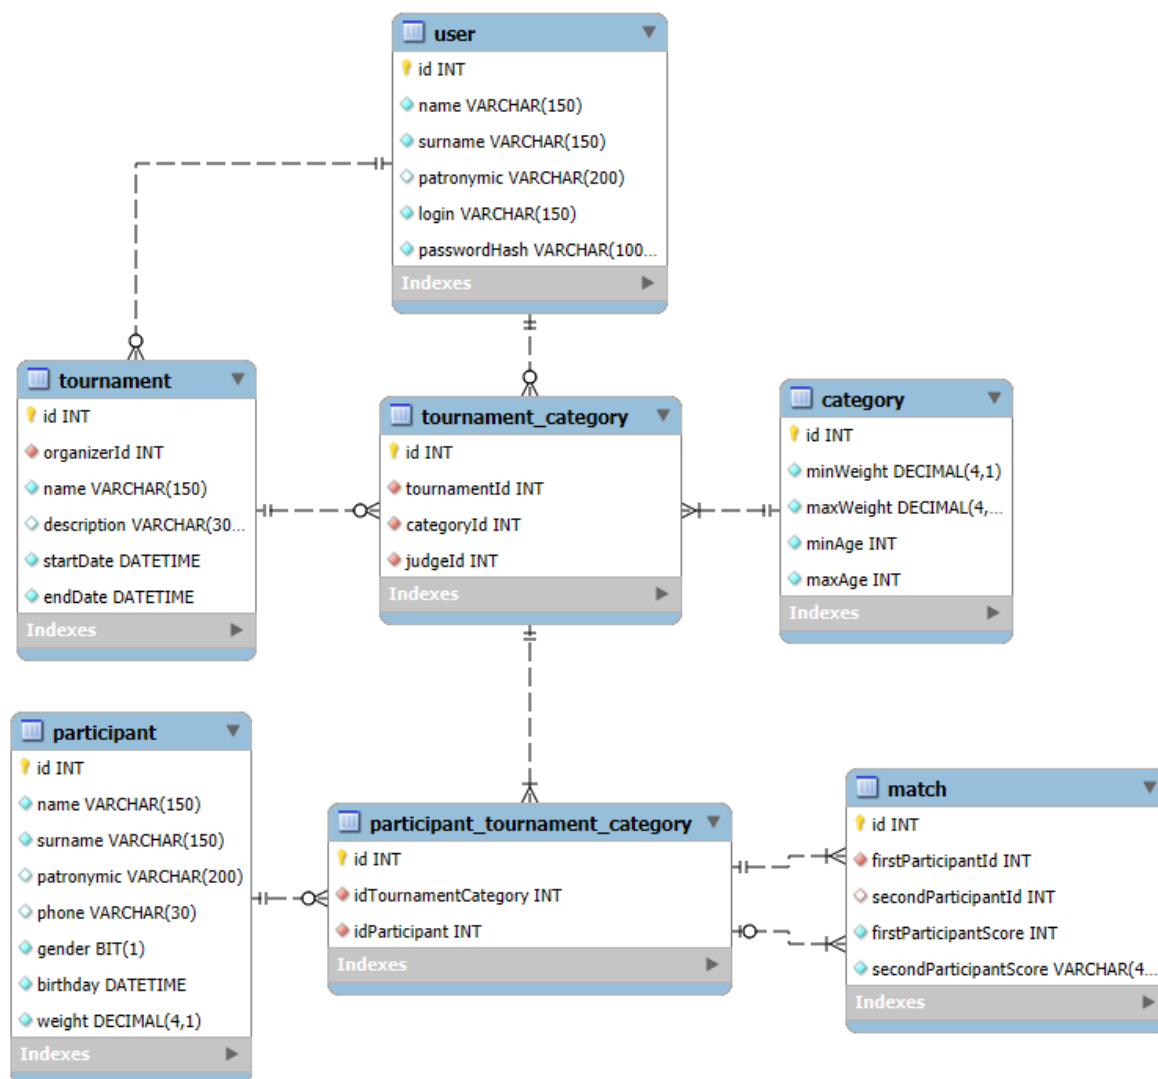 user
id INT
name VARCHAR(150)
surname VARCHAR(150)
patronymic VARCHAR(200)
login VARCHAR(150)
passwordHash VARCHAR(100...
Indexes
tournament
id INT
organizerId INT
name VARCHAR(150)
description VARCHAR(30...
startDate DATETIME
endDate DATETIME
Indexes
tournament_category
id INT
tournamentId INT
categoryId INT
judgeId INT
Indexes
category
id INT
minWeight DECIMAL(4,1)
maxWeight DECIMAL(4,...
minAge INT
maxAge INT
Indexes
participant
id INT
name VARCHAR(150)
surname VARCHAR(150)
patronymic VARCHAR(200)
phone VARCHAR(30)
gender BIT(1)
birthday DATETIME
weight DECIMAL(4,1)
Indexes
participant_tournament_category
id INT
idTournamentCategory INT
idParticipant INT
Indexes
match
id INT
firstParticipantId INT
secondParticipantId INT
firstParticipantScore INT
secondParticipantScore VARCHAR(4...
Indexes